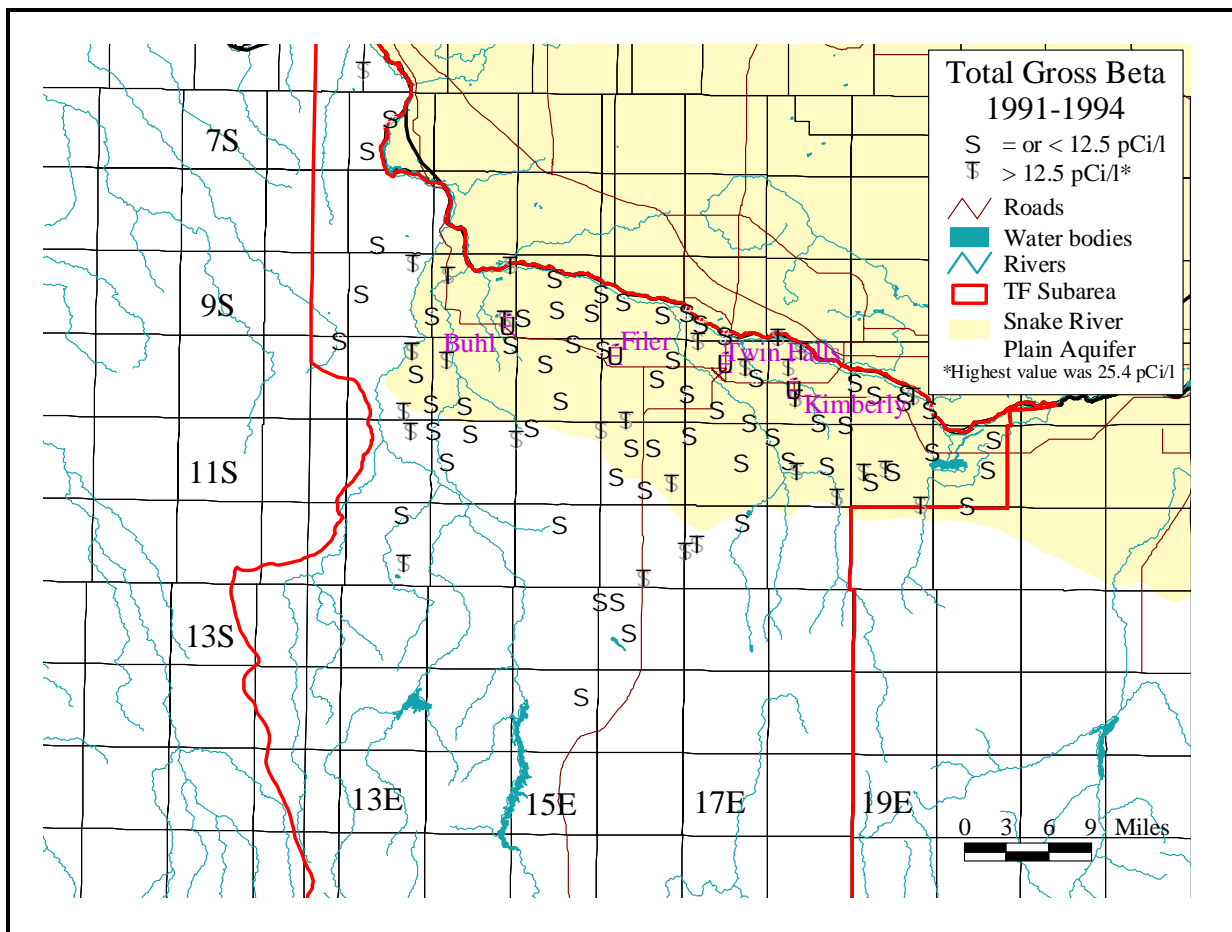 Total Gross Beta
1991-1994
S = or < 12.5 pCi/l
T > 12.5 pCi/l*
Roads
Water bodies
Rivers
TF Subarea
Snake River
Plain Aquifer
*Highest value was 25.4 pCi/l
7S
9S
Buhl
Filer
Twin Falls
Kimberly
11S
13S
13E
15E
17E
19E
0 3 6 9 Miles